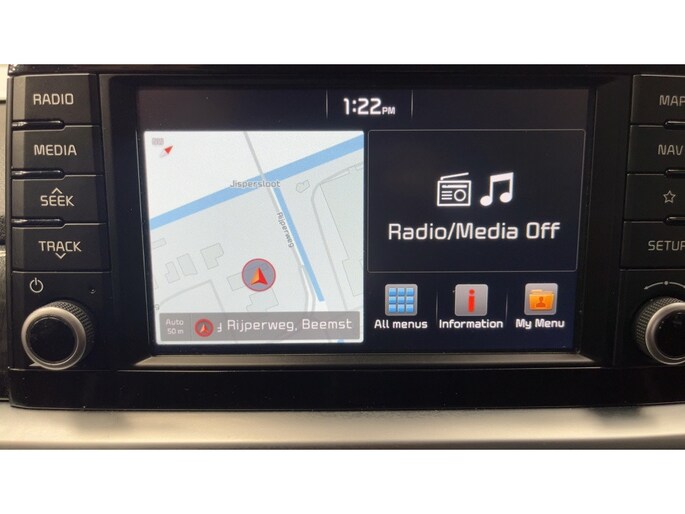 RADIO
MEDIA
SEEK
TRACK
1:22PM
Jispersloot
Rijperweg
Auto
50 m
Rijperweg, Beemst
Radio/Media Off
All menus
Information
My Menu
MAP
NAV
SETUP